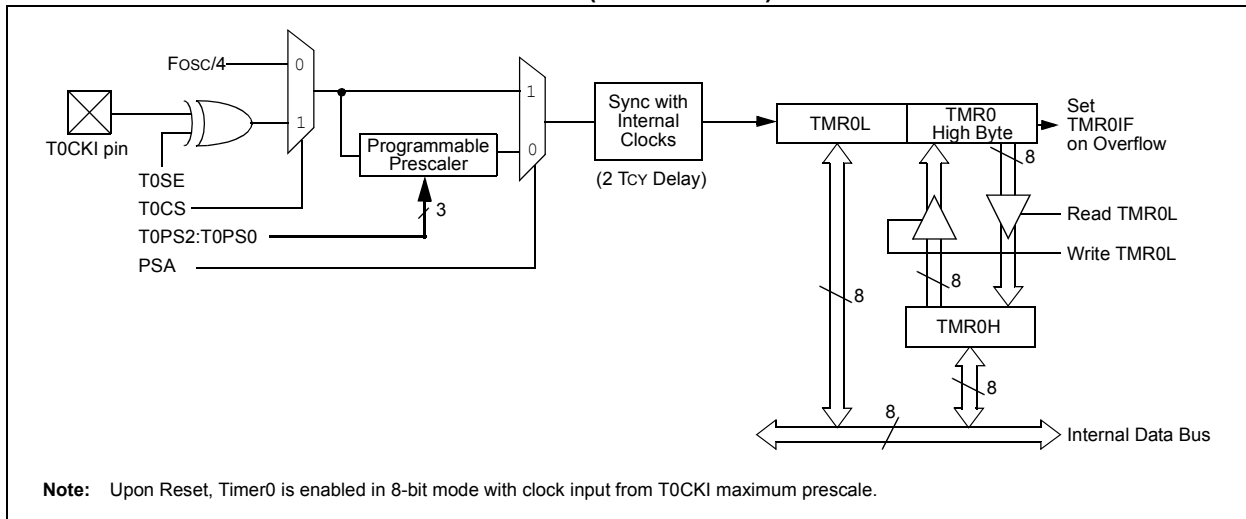 Fosc/4
0
1
T0CKI pin
T0SE
T0CS
T0PS2:T0PS0
PSA
Programmable
Prescaler
3
1
0
Sync with
Internal
Clocks
(2 TCY Delay)
TMR0L
TMR0
High Byte
Set
TMR0IF
on Overflow
8
Read TMR0L
Write TMR0L
8
8
TMR0H
8
8
Internal Data Bus
Note: Upon Reset, Timer0 is enabled in 8-bit mode with clock input from T0CKI maximum prescale.